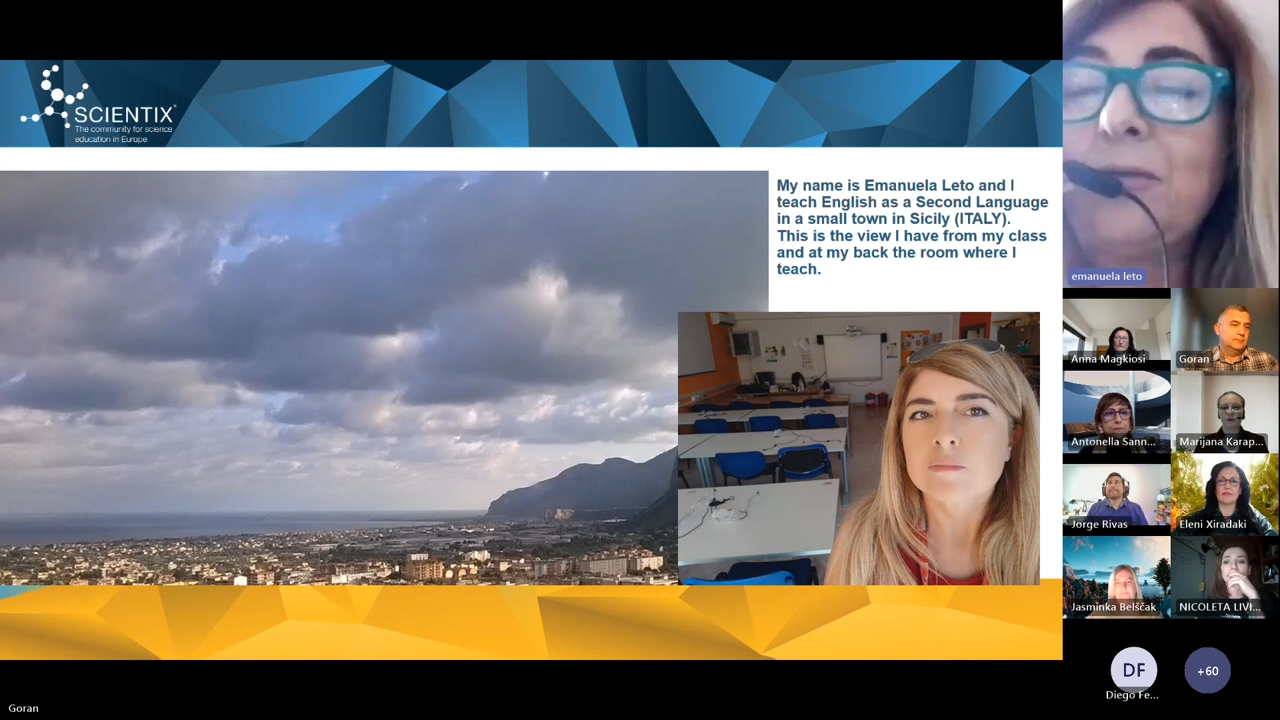 SCIENTIX®
The community for science
education in Europe
My name is Emanuela Leto and I
teach English as a Second Language
in a small town in Sicily (ITALY).
This is the view I have from my class
and at my back the room where I
teach.
emanuela leto
Anna Magkiosi
Goran
Antonella Sann...
Marijana Karap...
Jorge Rivas
Eleni Xiradaki
Jasminka Belščak
NICOLETA LIVI...
DF
+60
Diego Fe...
Goran